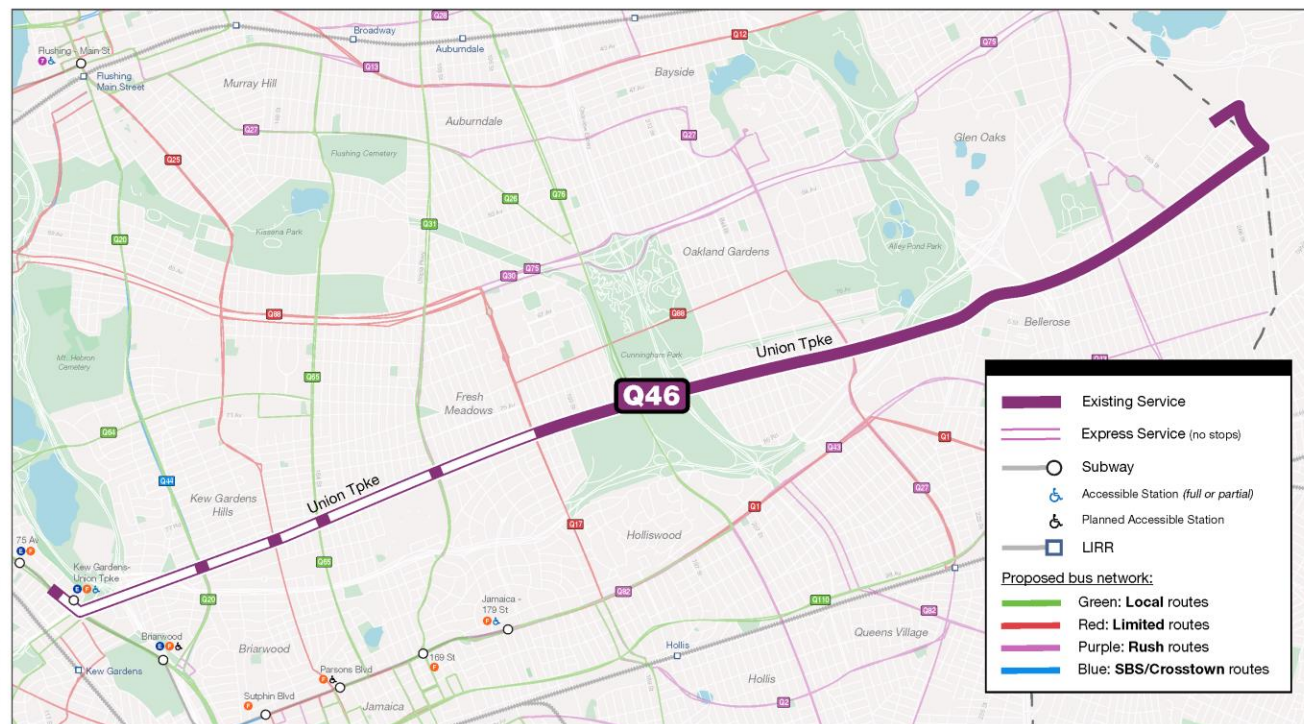 Q28
Broadway
Flushing - Main St
7
Auburndale
Q12
Bayside
Q75
Q13
Flushing
Main Street
Murray Hill
Auburndale
Q27
Q27
Glen Oaks
Flushing Cemetery
Q25
Q26
Q76
Kissena Park
Q31
Q20
Oakland Gardens
Alley Pond Park
Q30
Q75
Q88
Q88
Mt. Hebron
Cemetery
Cunningham Park
Union Tpke
Bellerose
Q65
Fresh
Meadows
Q46
Q64
Q44
Kew Gardens
Hills
Union Tpke
Q43
Q1
Q1
Q27
Q17
Holliswood
75 Av
E F
Kew Gardens-
Union Tpke
E F
Q65
Q20
Jamaica -
179 St
F
Q82
Q110
Q82
Queens Village
Briarwood
E F
Briarwood
Kew Gardens
Parsons Blvd
F
169 St
F
Hollis
Hollis
Sutphin Blvd
F
Jamaica
Q2
Existing Service
Express Service (no stops)
Subway
Accessible Station (full or partial)
Planned Accessible Station
LIRR
Proposed bus network:
Green: Local routes
Red: Limited routes
Purple: Rush routes
Blue: SBS/Crosstown routes